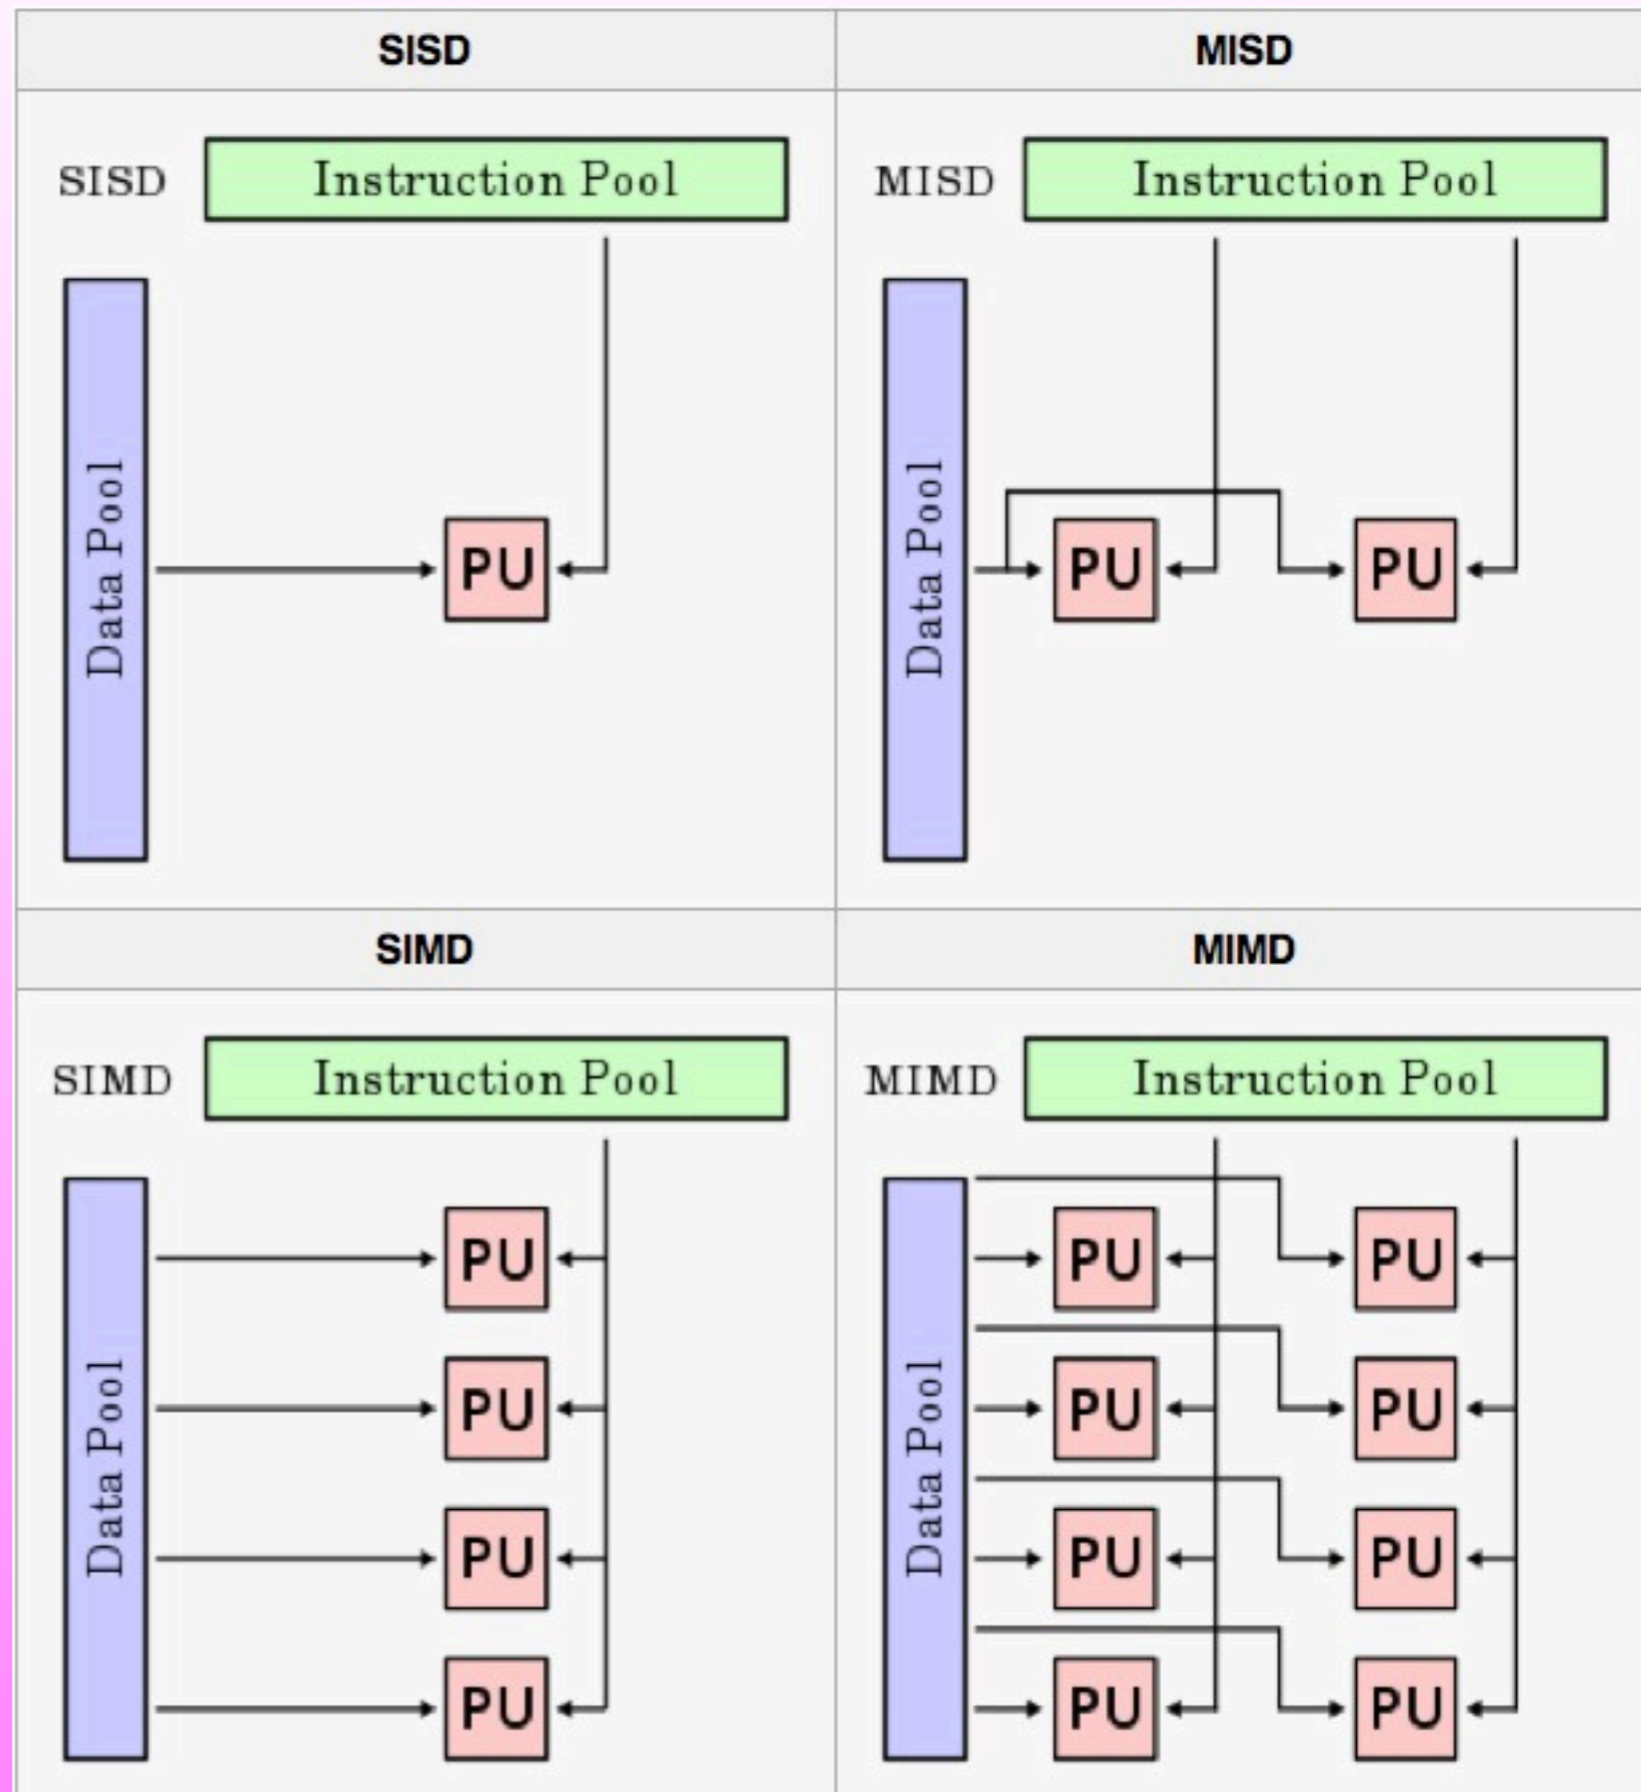 SISD
MISD
SISD
Instruction Pool
Data Pool
PU
MISD
Instruction Pool
Data Pool
PU
PU
SIMD
MIMD
SIMD
Instruction Pool
Data Pool
PU
PU
PU
PU
MIMD
Instruction Pool
Data Pool
PU
PU
PU
PU
PU
PU
PU
PU